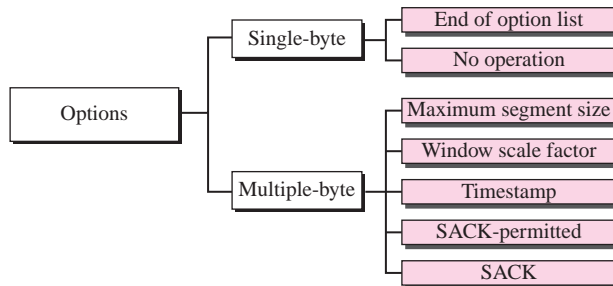 Options
Single-byte
End of option list
No operation
Multiple-byte
Maximum segment size
Window scale factor
Timestamp
SACK-permitted
SACK